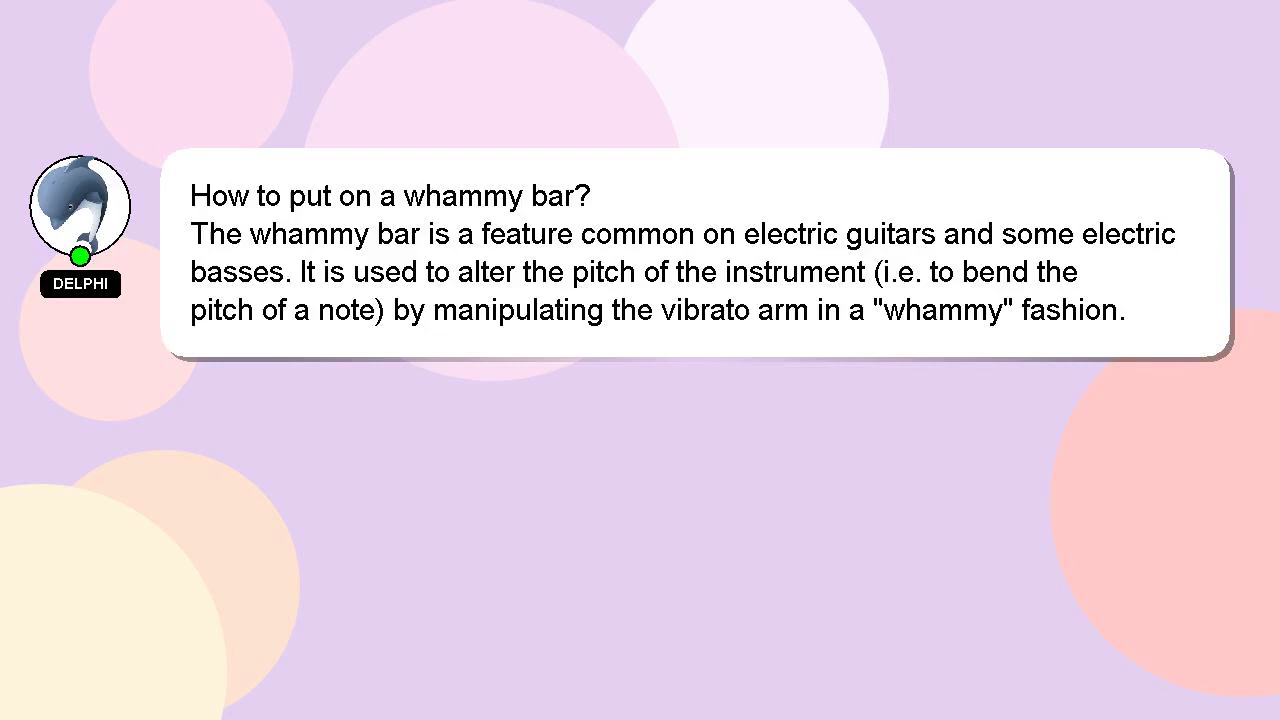 How to put on a whammy bar?
The whammy bar is a feature common on electric guitars and some electric
basses. It is used to alter the pitch of the instrument (i.e. to bend the
pitch of a note) by manipulating the vibrato arm in a "whammy" fashion.
DELPHI